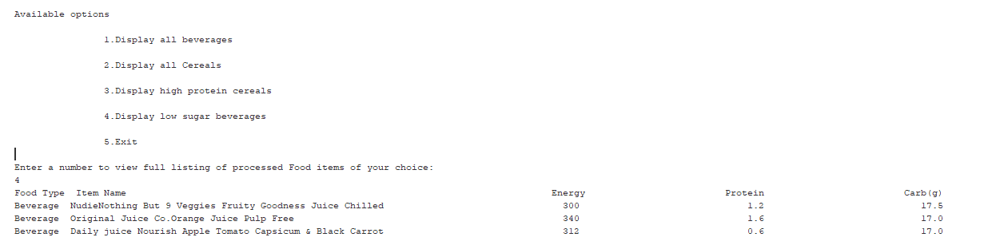 Available options
1.Display all beverages
2.Display all Cereals
3.Display high protein cereals
4.Display low sugar beverages
5.Exit
Enter a number to view full listing of processed Food items of your choice:
4
Food Type Item Name Energy Protein Carb(g)
Beverage NudieNothing But 9 Veggies Fruity Goodness Juice Chilled 300 1.2 17.5
Beverage Original Juice Co.Orange Juice Pulp Free 340 1.6 17.0
Beverage Daily juice Nourish Apple Tomato Capsicum & Black Carrot 312 0.6 17.0